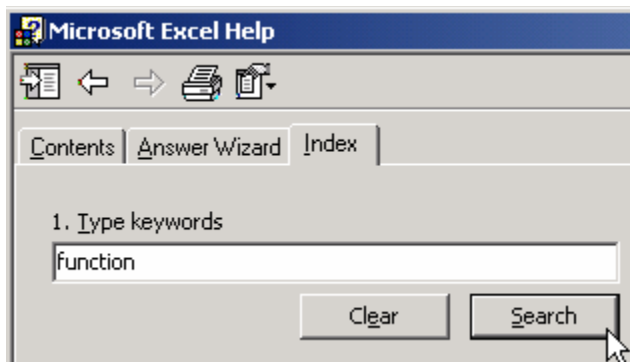 Microsoft Excel Help
Contents Answer Wizard Index
1. Type keywords
function
Clear Search